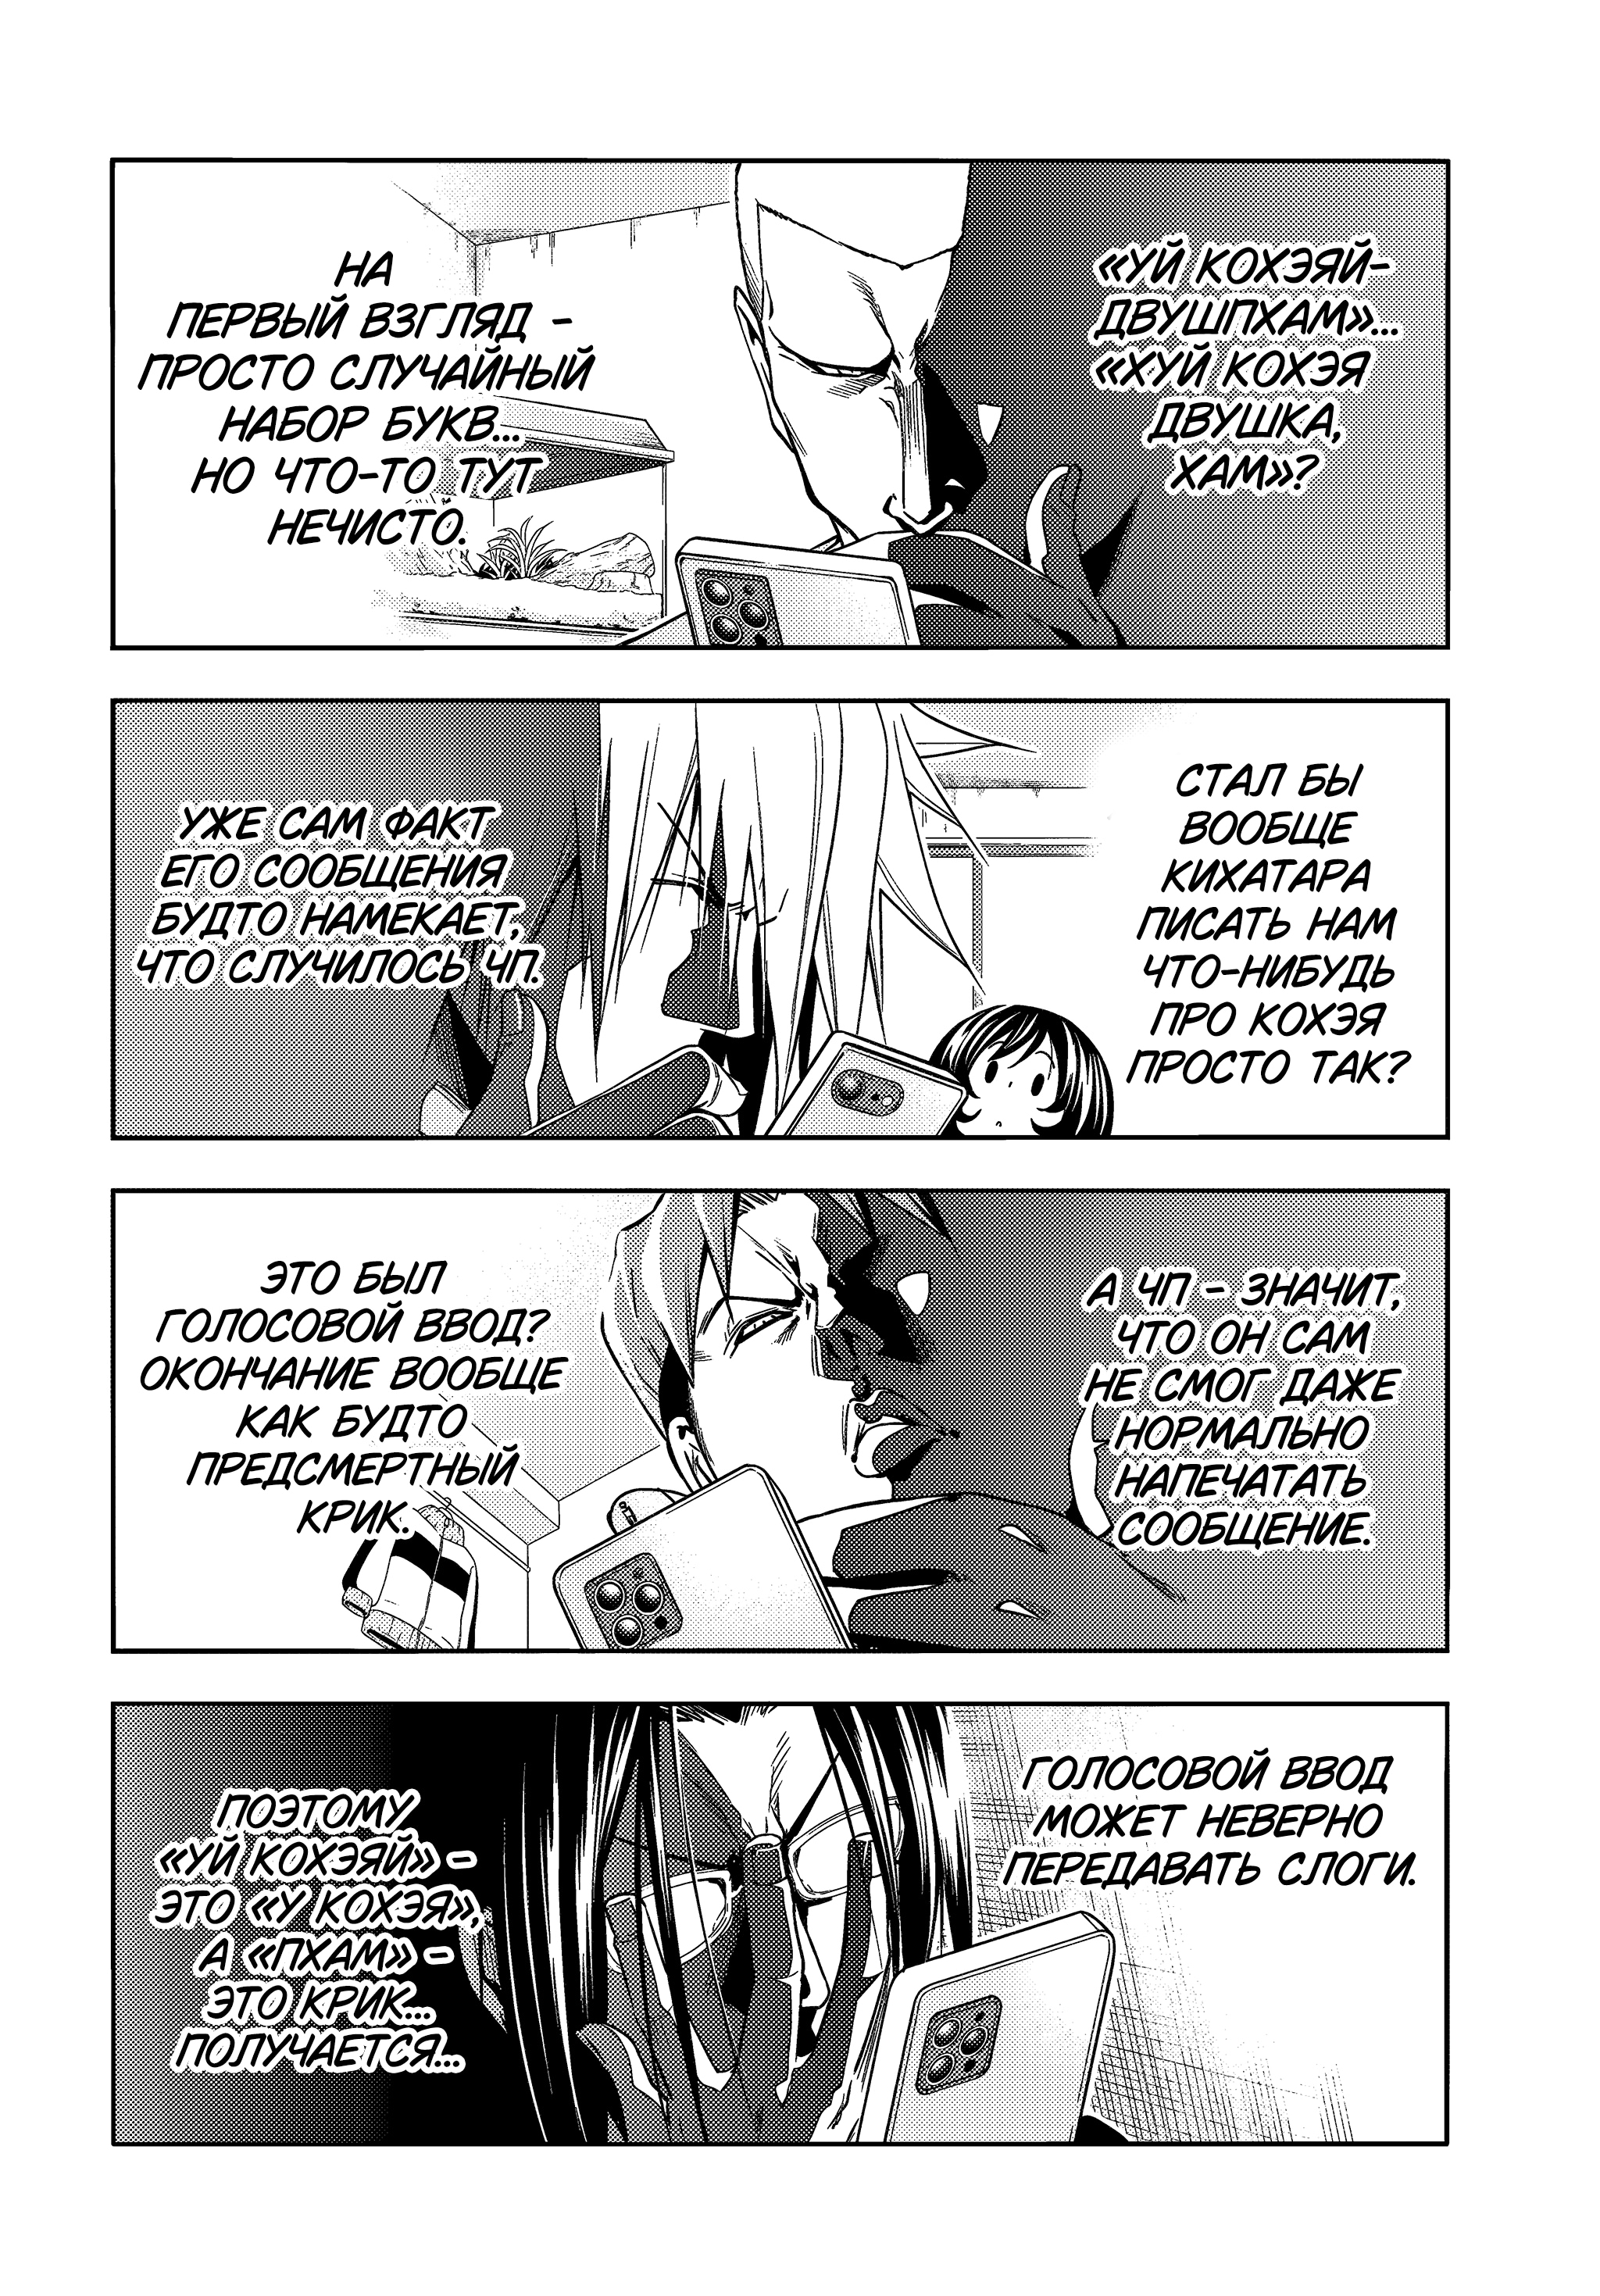 «УЙ КОХЭЯЙ-
ДВУШПХАМ»...
«ХУЙ КОХЭЯ
ДВУШКА,
ХАМ»?
НА
ПЕРВЫЙ ВЗГЛЯД -
ПРОСТО СЛУЧАЙНЫЙ
НАБОР БУКВ...
НО ЧТО-ТО ТУТ
НЕЧИСТО.
СТАЛ БЫ
ВООБЩЕ
КИХАТАРА
ПИСАТЬ НАМ
ЧТО-НИБУДЬ
ПРО КОХЭЯ
ПРОСТО ТАК?
УЖЕ САМ ФАКТ
ЕГО СООБЩЕНИЯ
БУДТО НАМЕКАЕТ,
ЧТО СЛУЧИЛОСЬ ЧП.
А ЧП - ЗНАЧИТ,
ЧТО ОН САМ
НЕ СМОГ ДАЖЕ
НОРМАЛЬНО
НАПЕЧАТАТЬ
СООБЩЕНИЕ.
ЭТО БЫЛ
ГОЛОСОВОЙ ВВОД?
ОКОНЧАНИЕ ВООБЩЕ
КАК БУДТО
ПРЕДСМЕРТНЫЙ
КРИК.
ГОЛОСОВОЙ ВВОД
МОЖЕТ НЕВЕРНО
ПЕРЕДАВАТЬ СЛОГИ.
ПОЭТОМУ
«УЙ КОХЭЯЙ» -
ЭТО «У КОХЭЯ»,
А «ПХАМ» -
ЭТО КРИК...
ПОЛУЧАЕТСЯ...